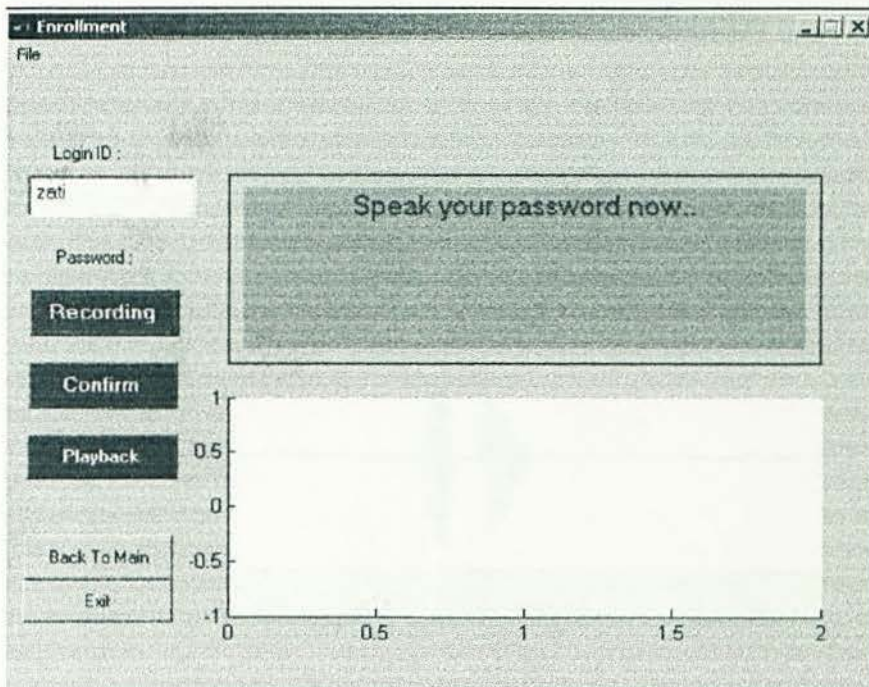 Enrollment
File
Login ID :
zati
Speak your password now..
Password :
Recording
Confirm
Playback
Back To Main
Exit
1
0.5
0
-0.5
-1
0
0.5
1
1.5
2